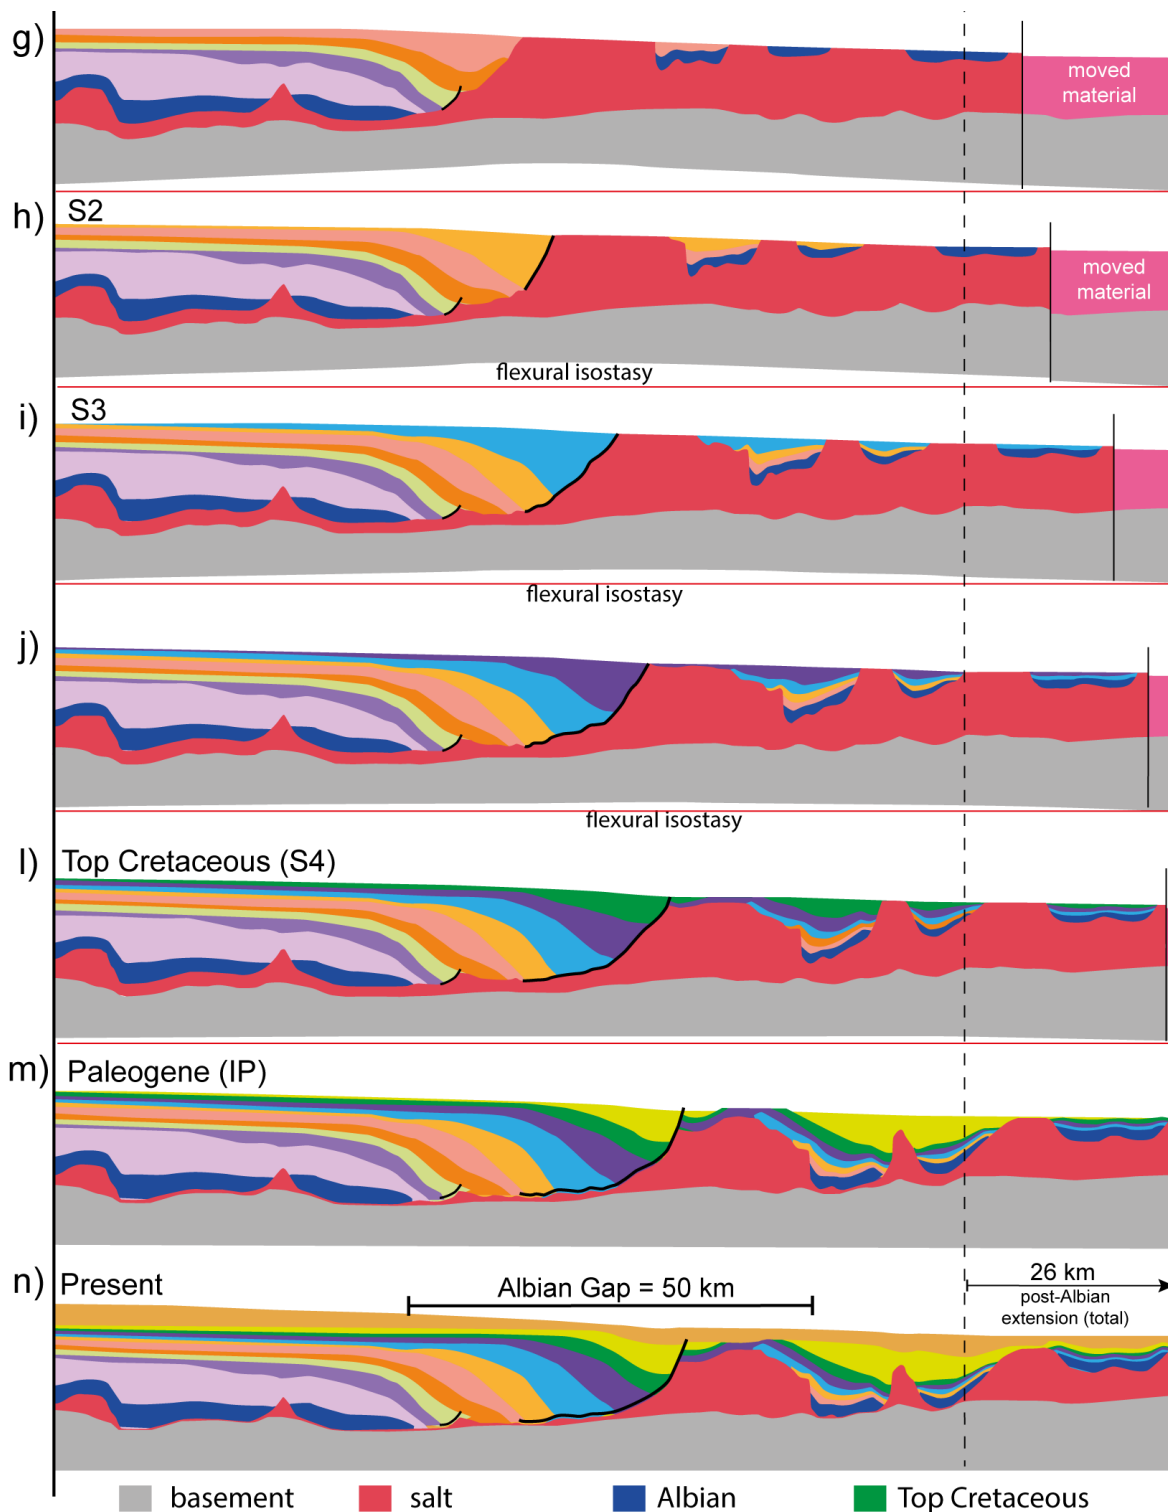 g)
moved
material
h)
S2
moved
material
flexural isostasy
i)
S3
flexural isostasy
j)
flexural isostasy
l)
Top Cretaceous (S4)
m)
Paleogene (IP)
n)
Present
Albian Gap = 50 km
26 km
post-Albian
extension (total)
basement salt Albian Top Cretaceous